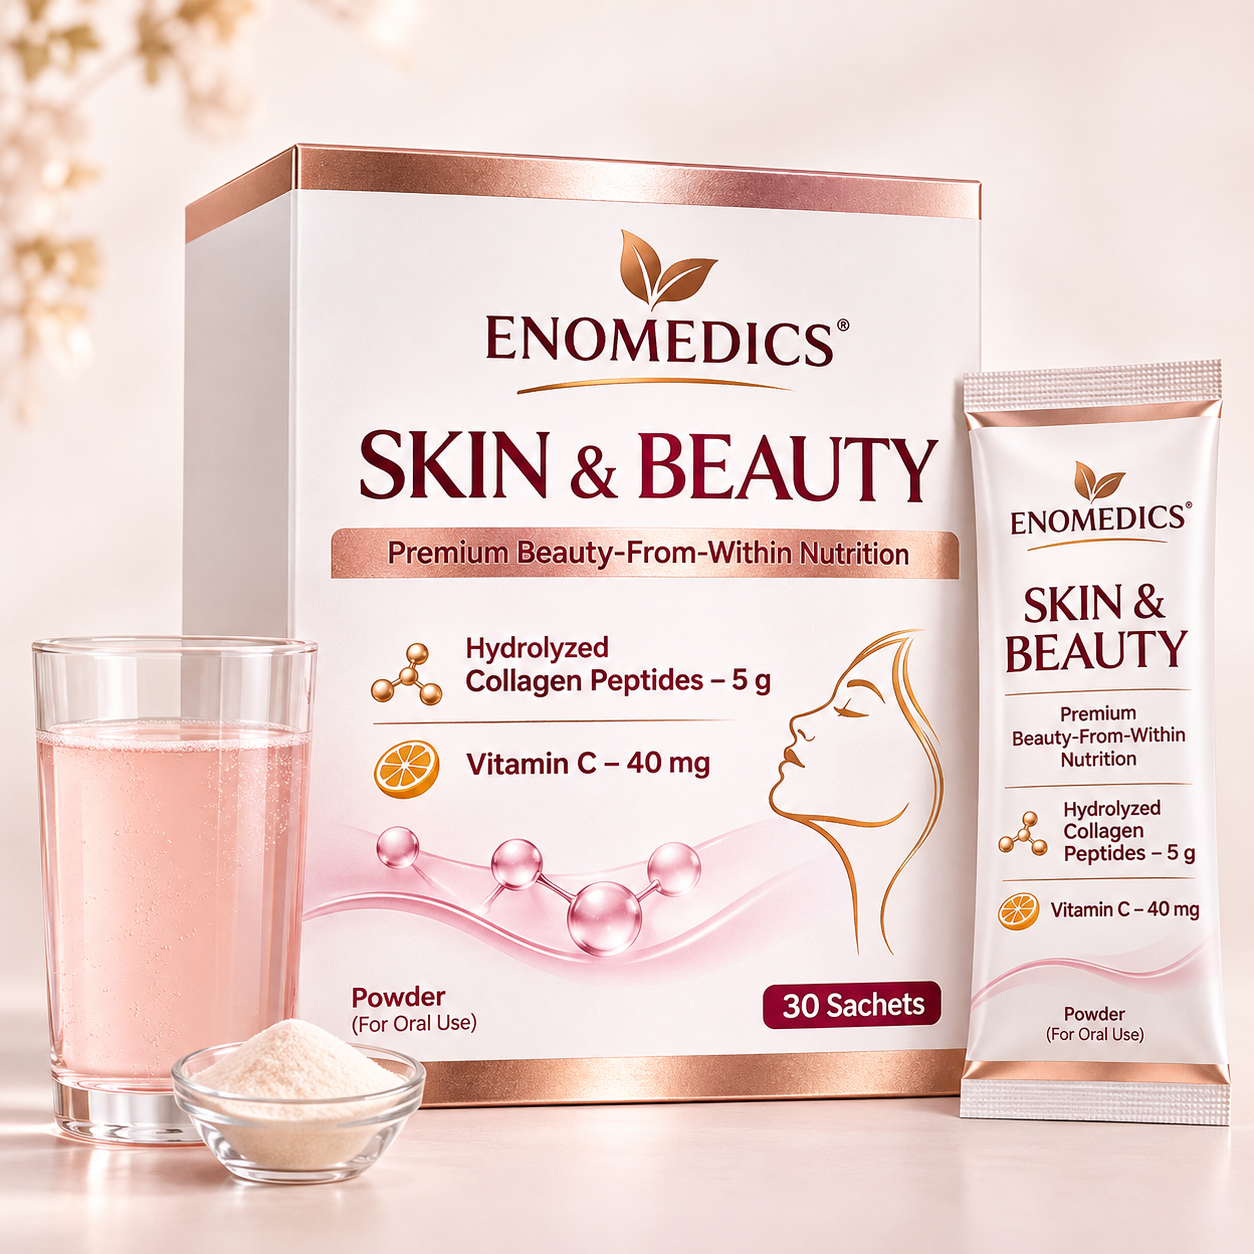 ENOMEDICS®
SKIN & BEAUTY
Premium Beauty-From-Within Nutrition
Hydrolyzed
Collagen Peptides – 5 g
Vitamin C – 40 mg
Powder
(For Oral Use)
30 Sachets
ENOMEDICS®
SKIN &
BEAUTY
Premium
Beauty-From-Within
Nutrition
Hydrolyzed
Collagen
Peptides – 5 g
Vitamin C – 40 mg
Powder
(For Oral Use)